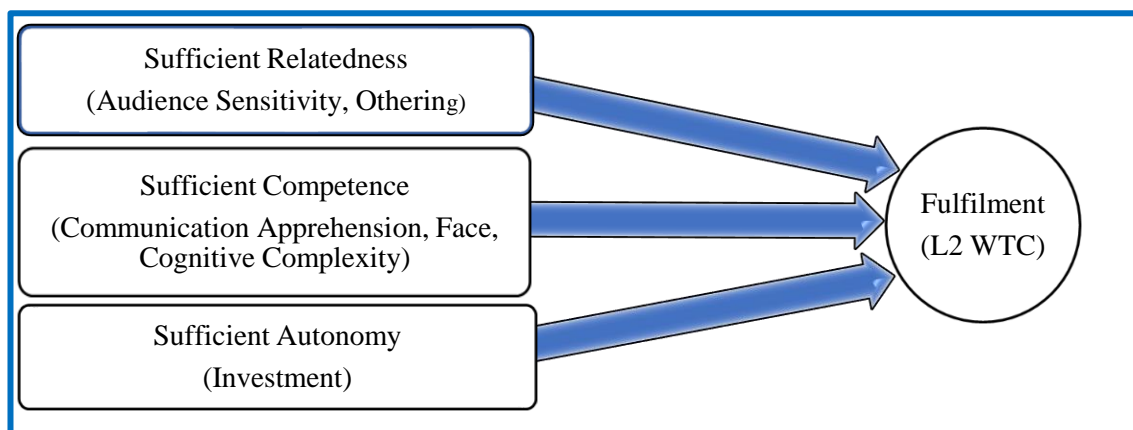 Sufficient Relatedness
(Audience Sensitivity, Othering)
Sufficient Competence
(Communication Apprehension, Face,
Cognitive Complexity)
Sufficient Autonomy
(Investment)
Fulfilment
(L2 WTC)